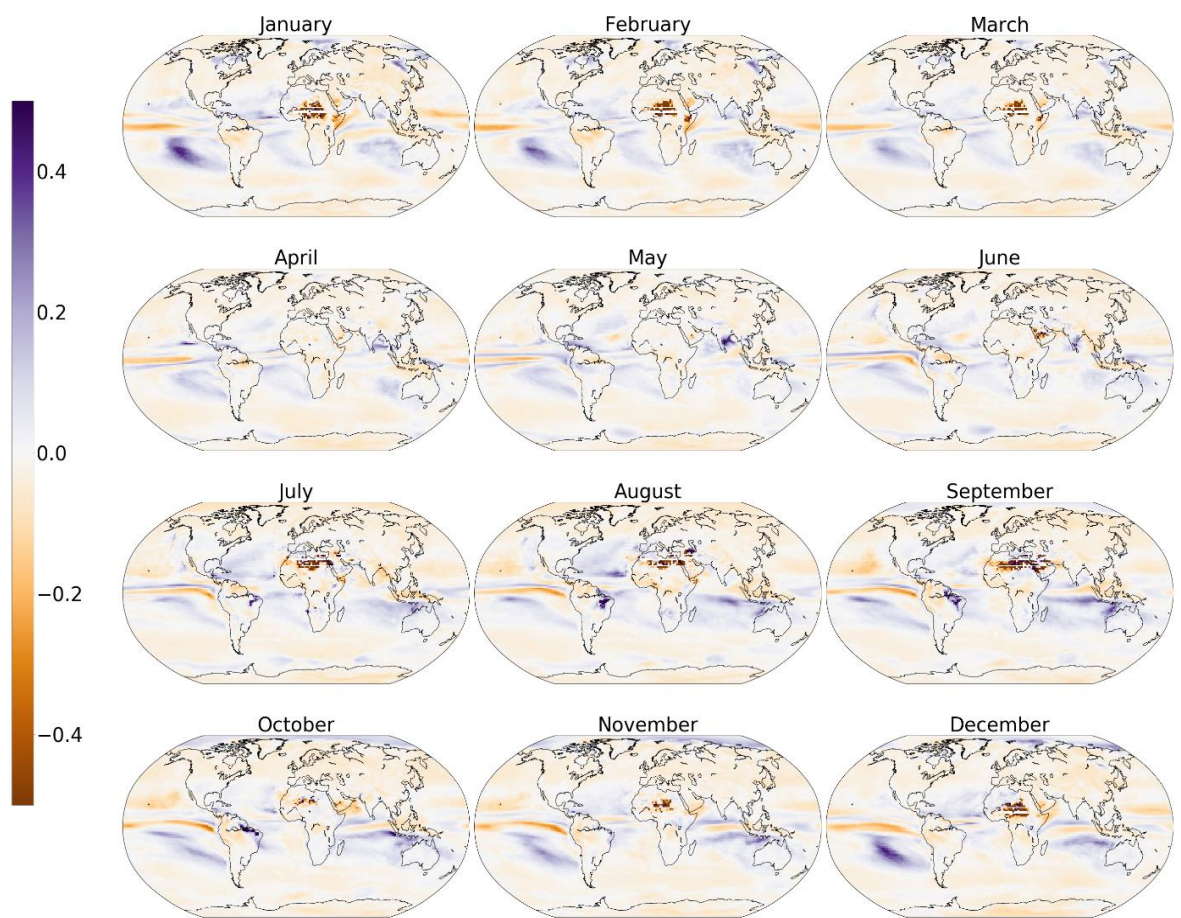 January February March
0.4
April May June
0.2
0.0
July August September
−0.2
October November December
−0.4